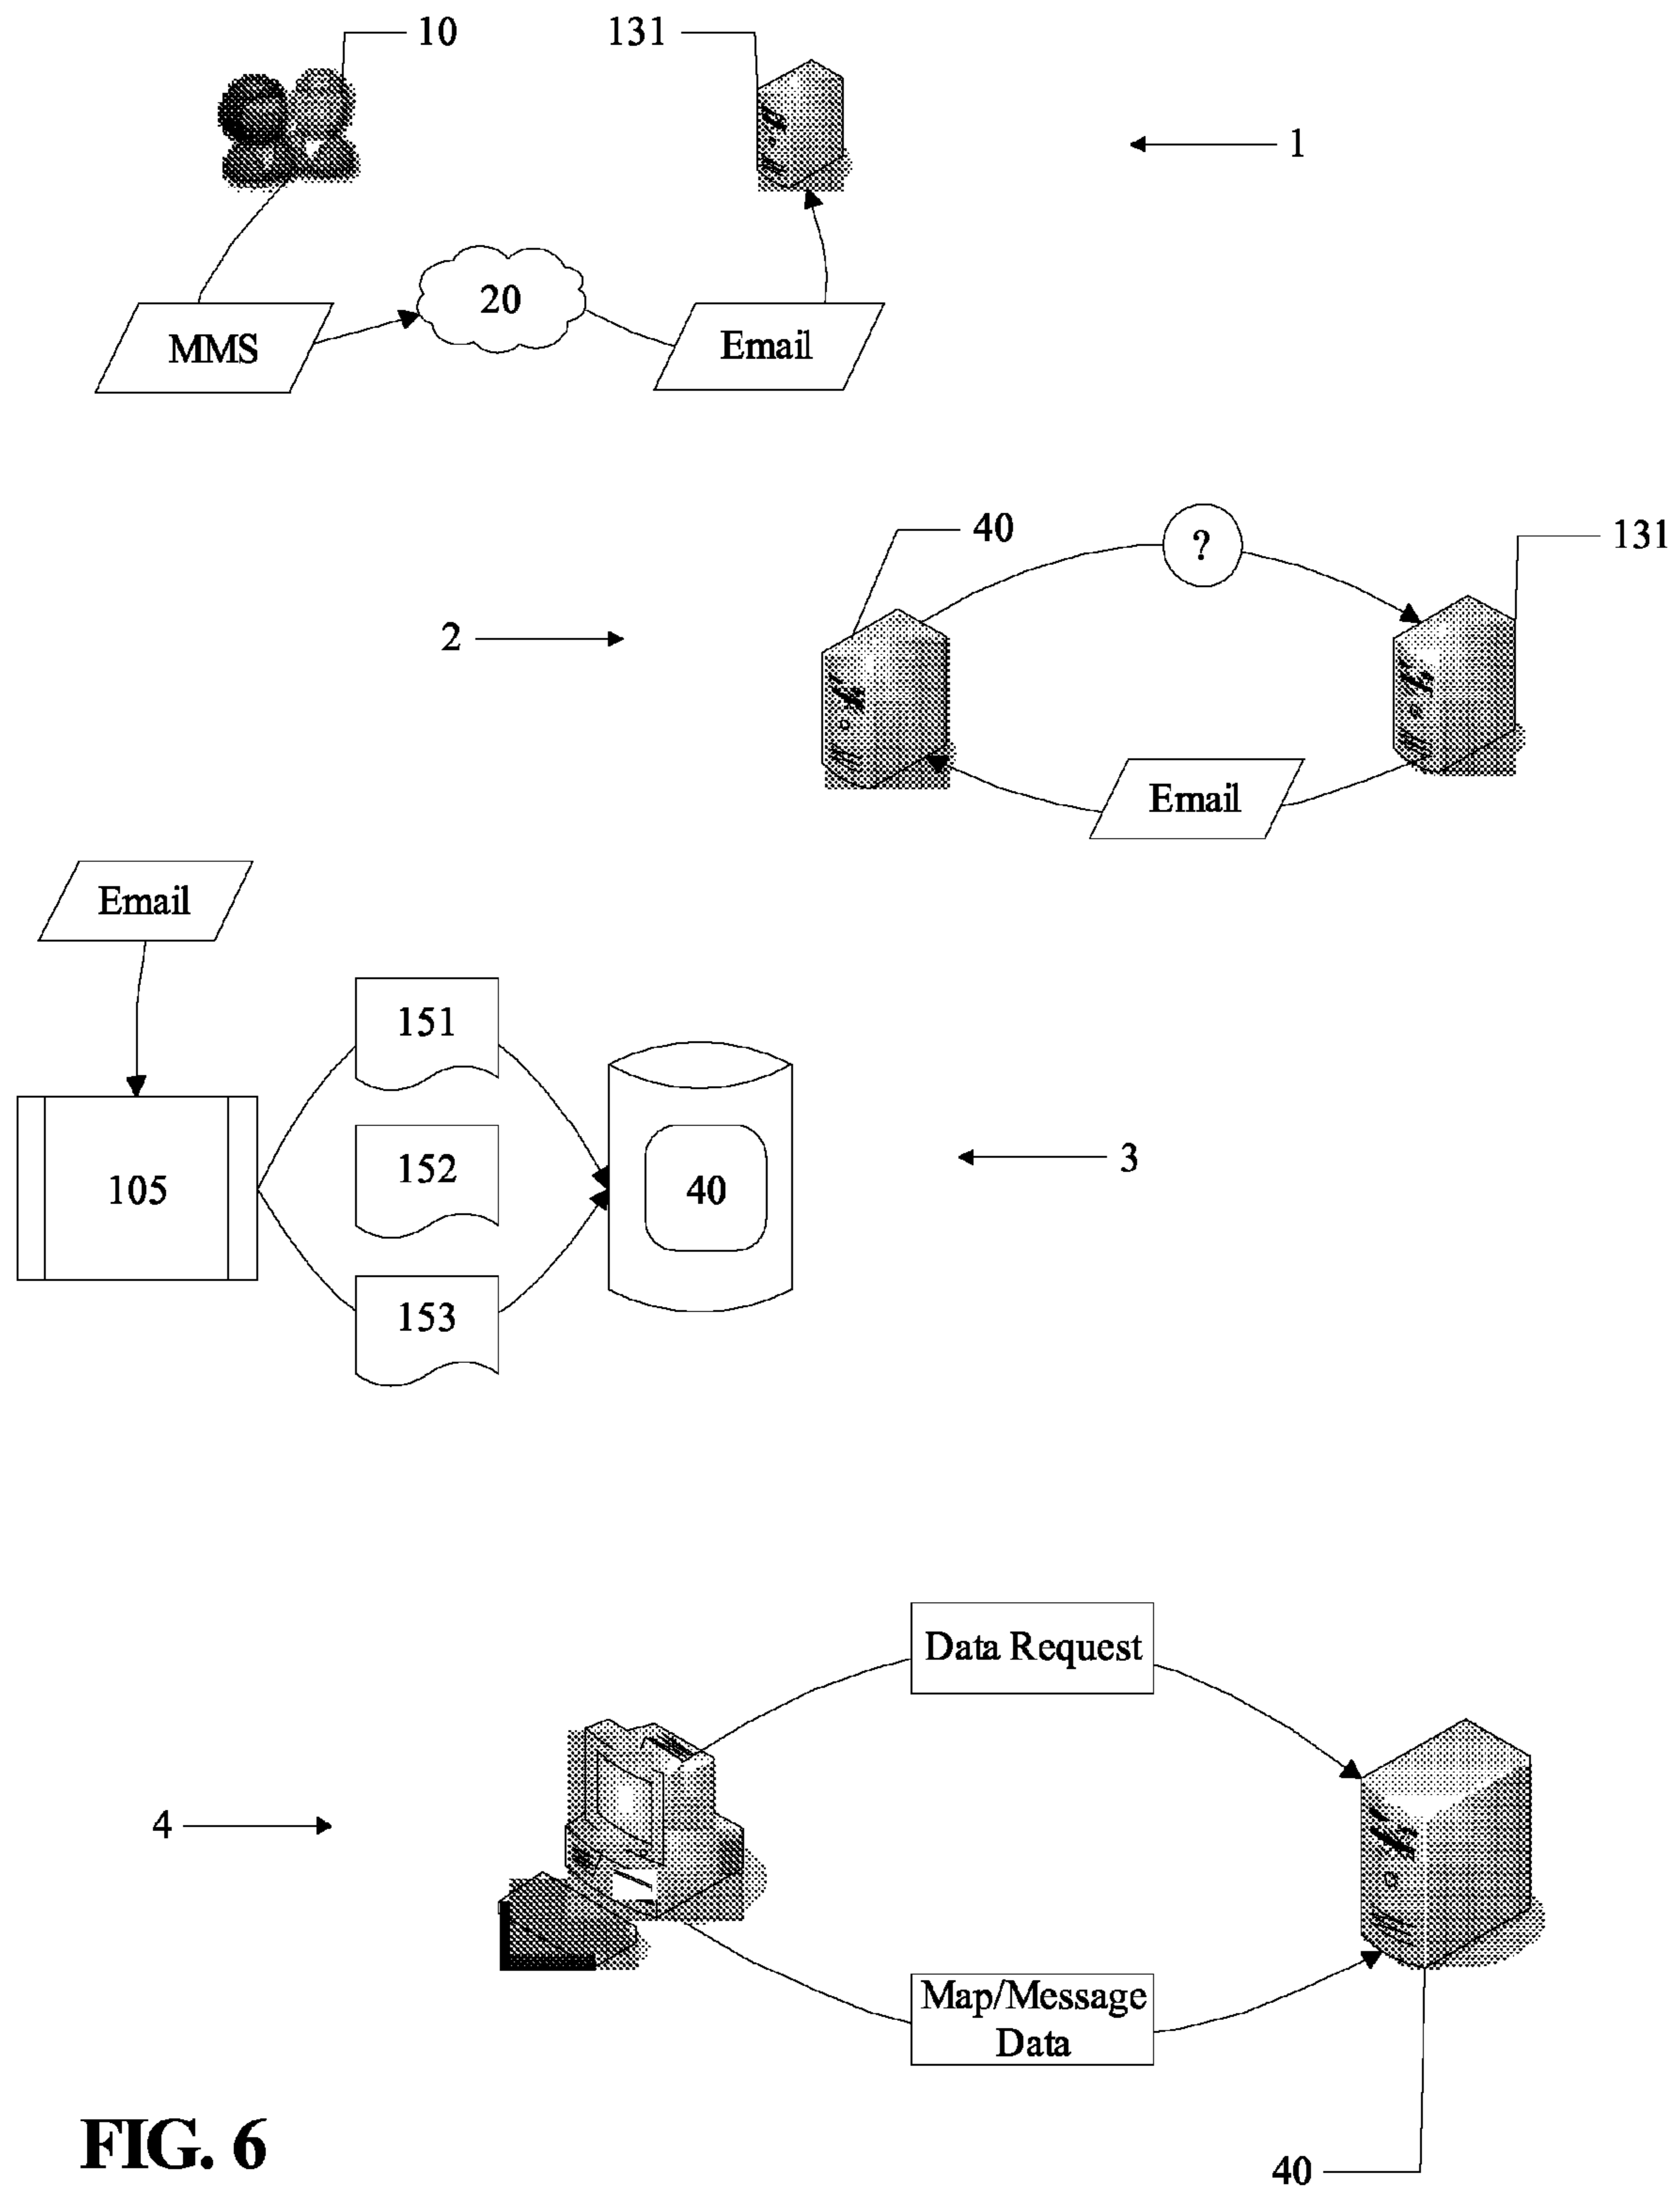 10
131
1
20
MMS
Email
40
?
131
2
Email
Email
151
152
105
40
3
153
Data Request
4
Map/Message
Data
FIG. 6
40